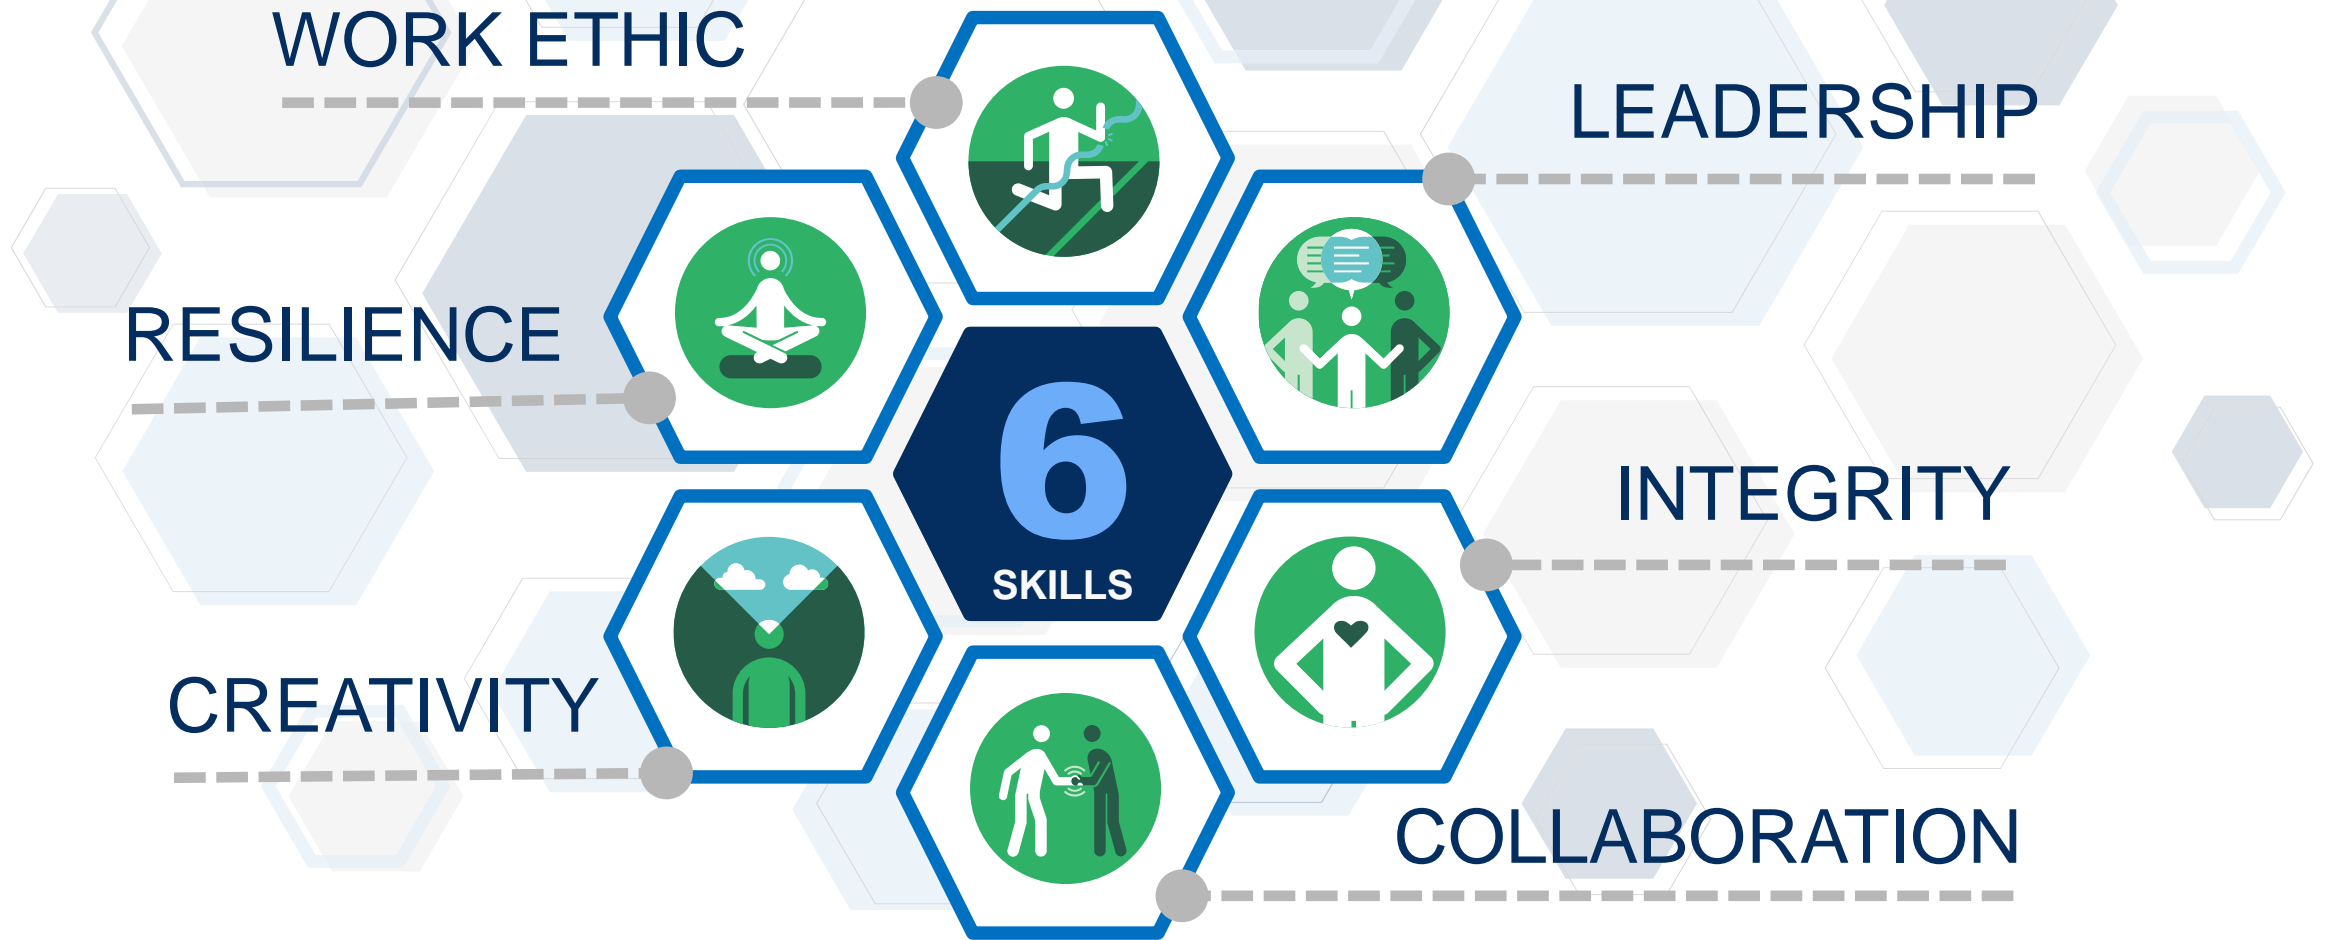 WORK ETHIC
LEADERSHIP
RESILIENCE
6
SKILLS
INTEGRITY
CREATIVITY
COLLABORATION